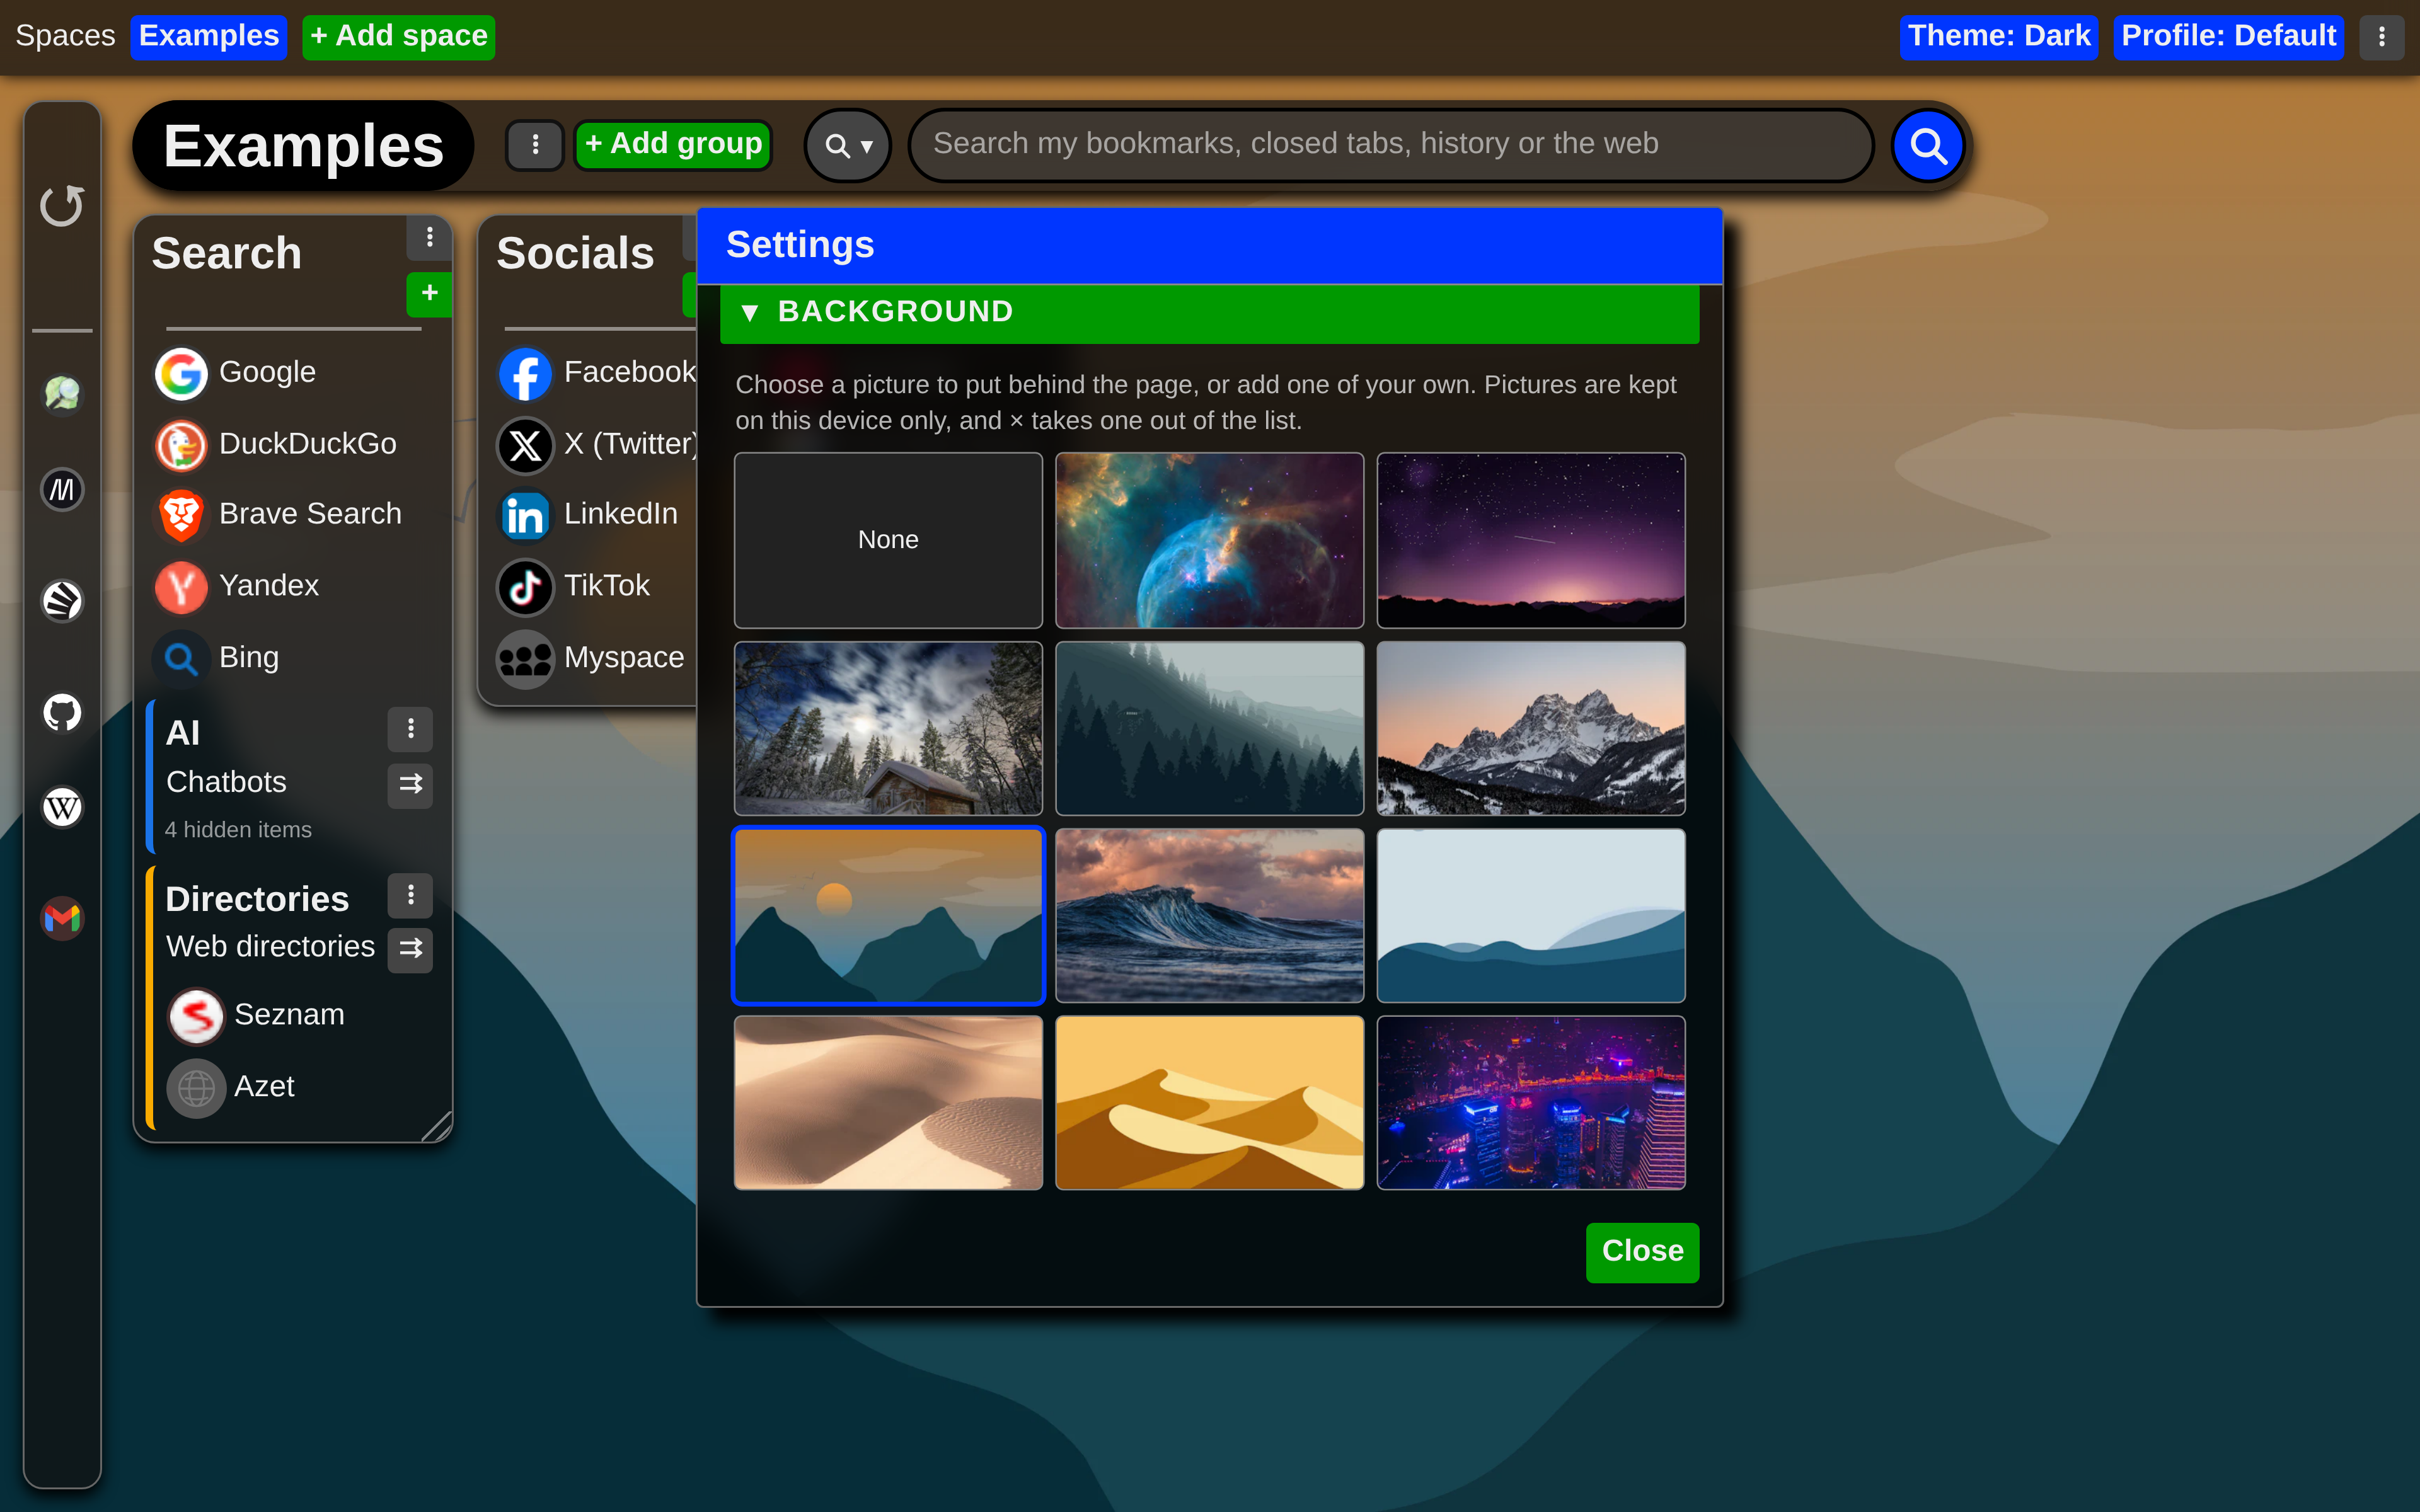 Spaces Examples + Add space Theme: Dark Profile: Default
Examples + Add group Search my bookmarks, closed tabs, history or the web
Search
+
Google
DuckDuckGo
Brave Search
Yandex
Bing
AI
Chatbots
4 hidden items
Directories
Web directories
Seznam
Azet
Socials
Facebook
X (Twitter)
LinkedIn
TikTok
Myspace
Settings
▼ BACKGROUND
Choose a picture to put behind the page, or add one of your own. Pictures are kept
on this device only, and × takes one out of the list.
None
Close